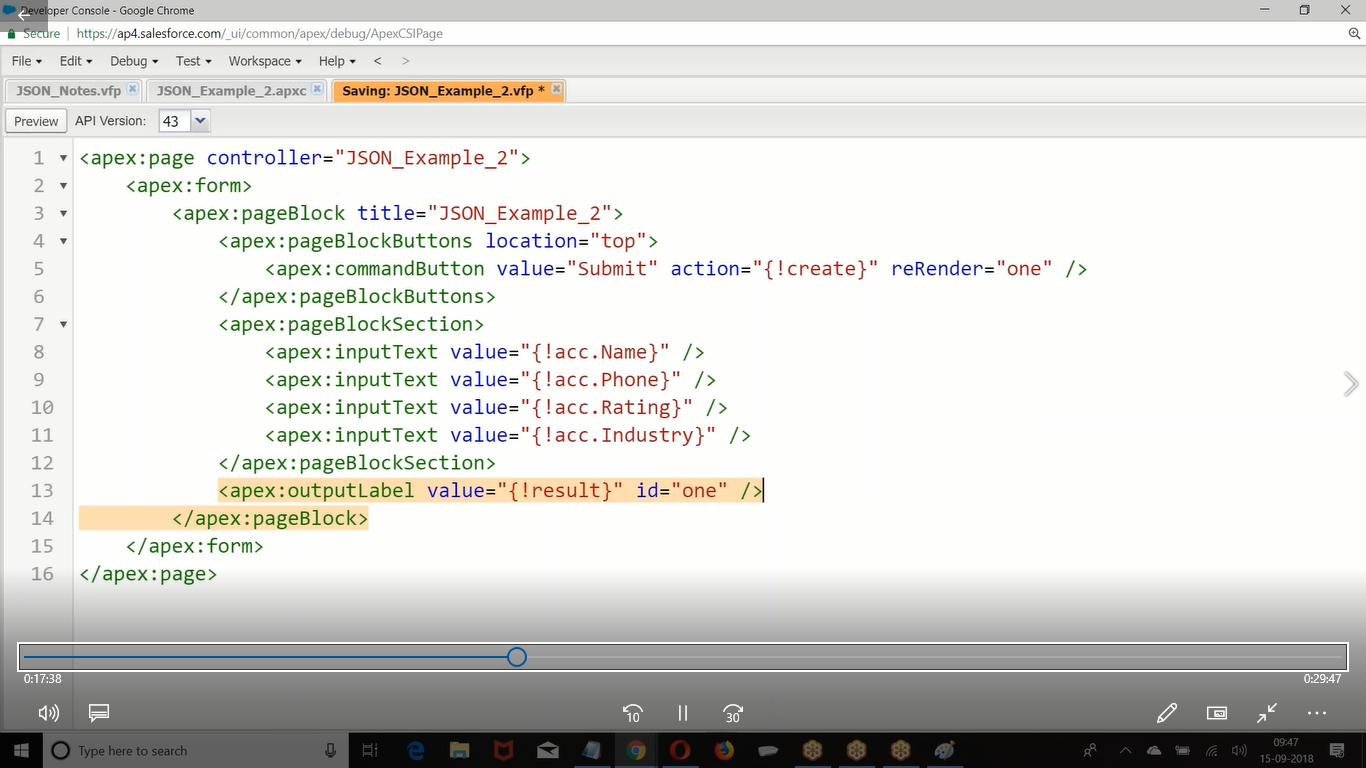 Developer Console - Google Chrome
Secure | https://ap4.salesforce.com/_ui/common/apex/debug/ApexCSIPage
File Edit Debug Test Workspace Help < >
JSON_Notes.vfp JSON_Example_2.apxc Saving: JSON_Example_2.vfp *
Preview API Version: 43
1 <apex:page controller="JSON_Example_2">
2 <apex:form>
3 <apex:pageBlock title="JSON_Example_2">
4 <apex:pageBlockButtons location="top">
5 <apex:commandButton value="Submit" action="{!create}" reRender="one" />
6 </apex:pageBlockButtons>
7 <apex:pageBlockSection>
8 <apex:inputText value="{!acc.Name}" />
9 <apex:inputText value="{!acc.Phone}" />
10 <apex:inputText value="{!acc.Rating}" />
11 <apex:inputText value="{!acc.Industry}" />
12 </apex:pageBlockSection>
13 <apex:outputLabel value="{!result}" id="one" />
14 </apex:pageBlock>
15 </apex:form>
16 </apex:page>
0:17:38 0:29:47
10 30
Type here to search
09:47
15-09-2018